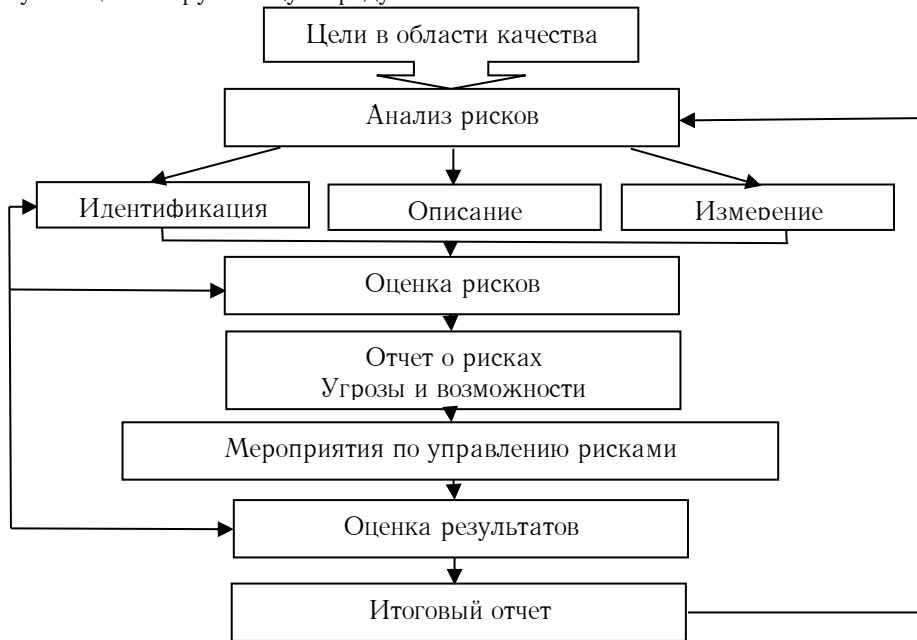 Цели в области качества
Анализ рисков
Идентификация
Описание
Измерение
Оценка рисков
Отчет о рисках
Угрозы и возможности
Мероприятия по управлению рисками
Оценка результатов
Итоговый отчет